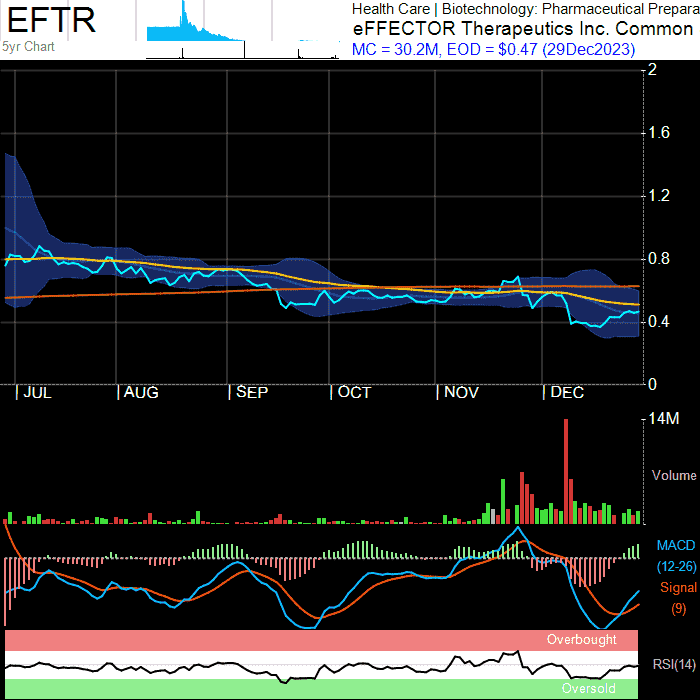 EFTR
5yr Chart
Health Care | Biotechnology: Pharmaceutical Prepara
eFFECTOR Therapeutics Inc. Common
MC = 30.2M, EOD = $0.47 (29Dec2023)
2
1.6
1.2
0.8
0.4
0
JUL AUG SEP OCT NOV DEC
14M
Volume
MACD
(12-26)
Signal
(9)
Overbought
RSI(14)
Oversold